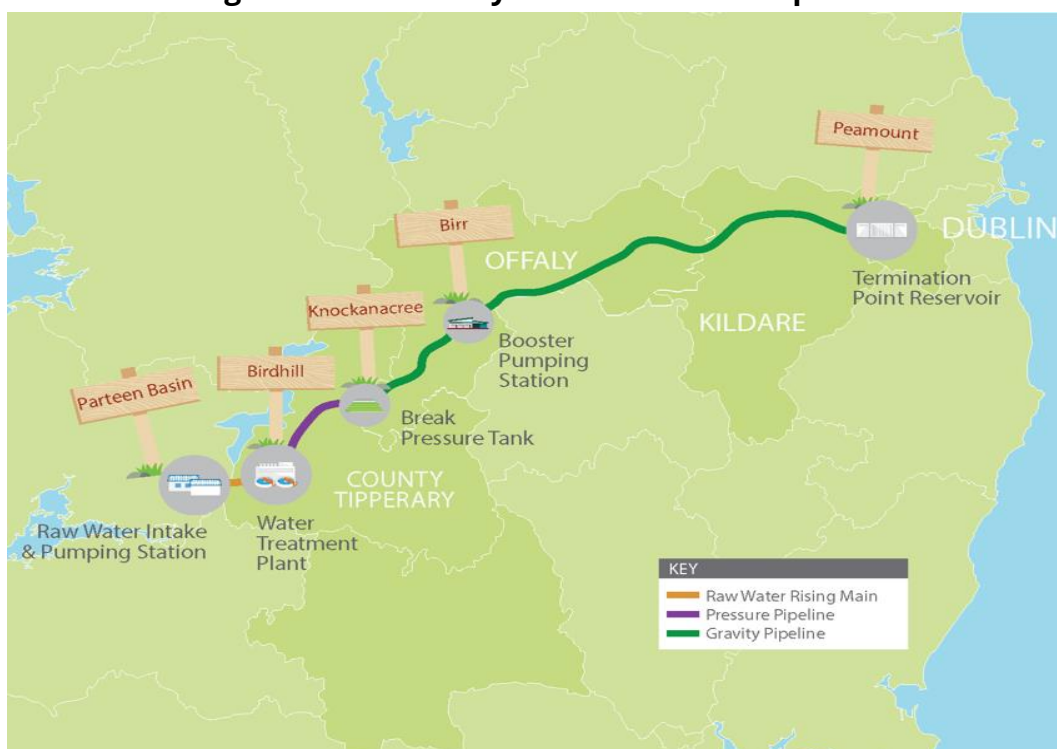 Peamount
Birr
DUBLIN
OFFALY
Termination
Point Reservoir
Knockanacree
KILDARE
Booster
Pumping
Station
Birdhill
Parteen Basin
Break
Pressure Tank
COUNTY
TIPPERARY
Raw Water Intake
& Pumping Station
Water
Treatment
Plant
KEY
Raw Water Rising Main
Pressure Pipeline
Gravity Pipeline